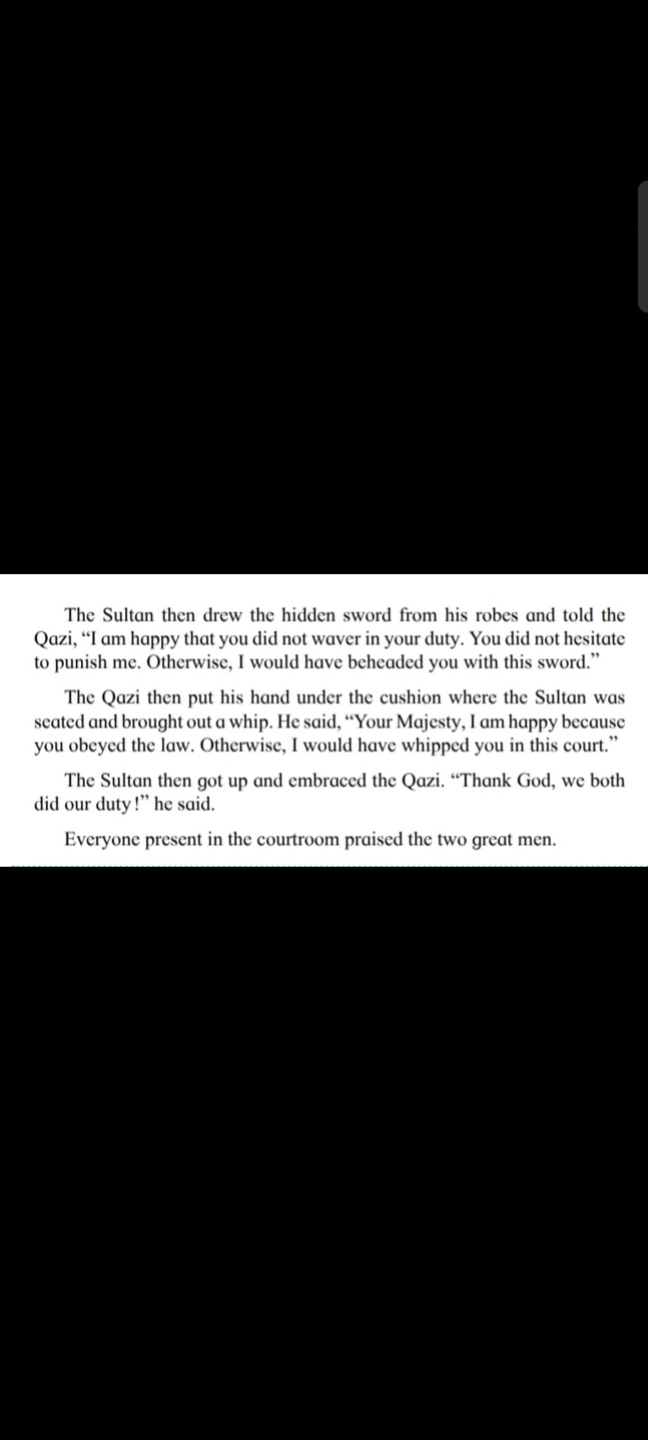 The Sultan then drew the hidden sword from his robes and told the
Qazi, “I am happy that you did not waver in your duty. You did not hesitate
to punish me. Otherwise, I would have beheaded you with this sword.”
The Qazi then put his hand under the cushion where the Sultan was
seated and brought out a whip. He said, “Your Majesty, I am happy because
you obeyed the law. Otherwise, I would have whipped you in this court.”
The Sultan then got up and embraced the Qazi. “Thank God, we both
did our duty!” he said.
Everyone present in the courtroom praised the two great men.